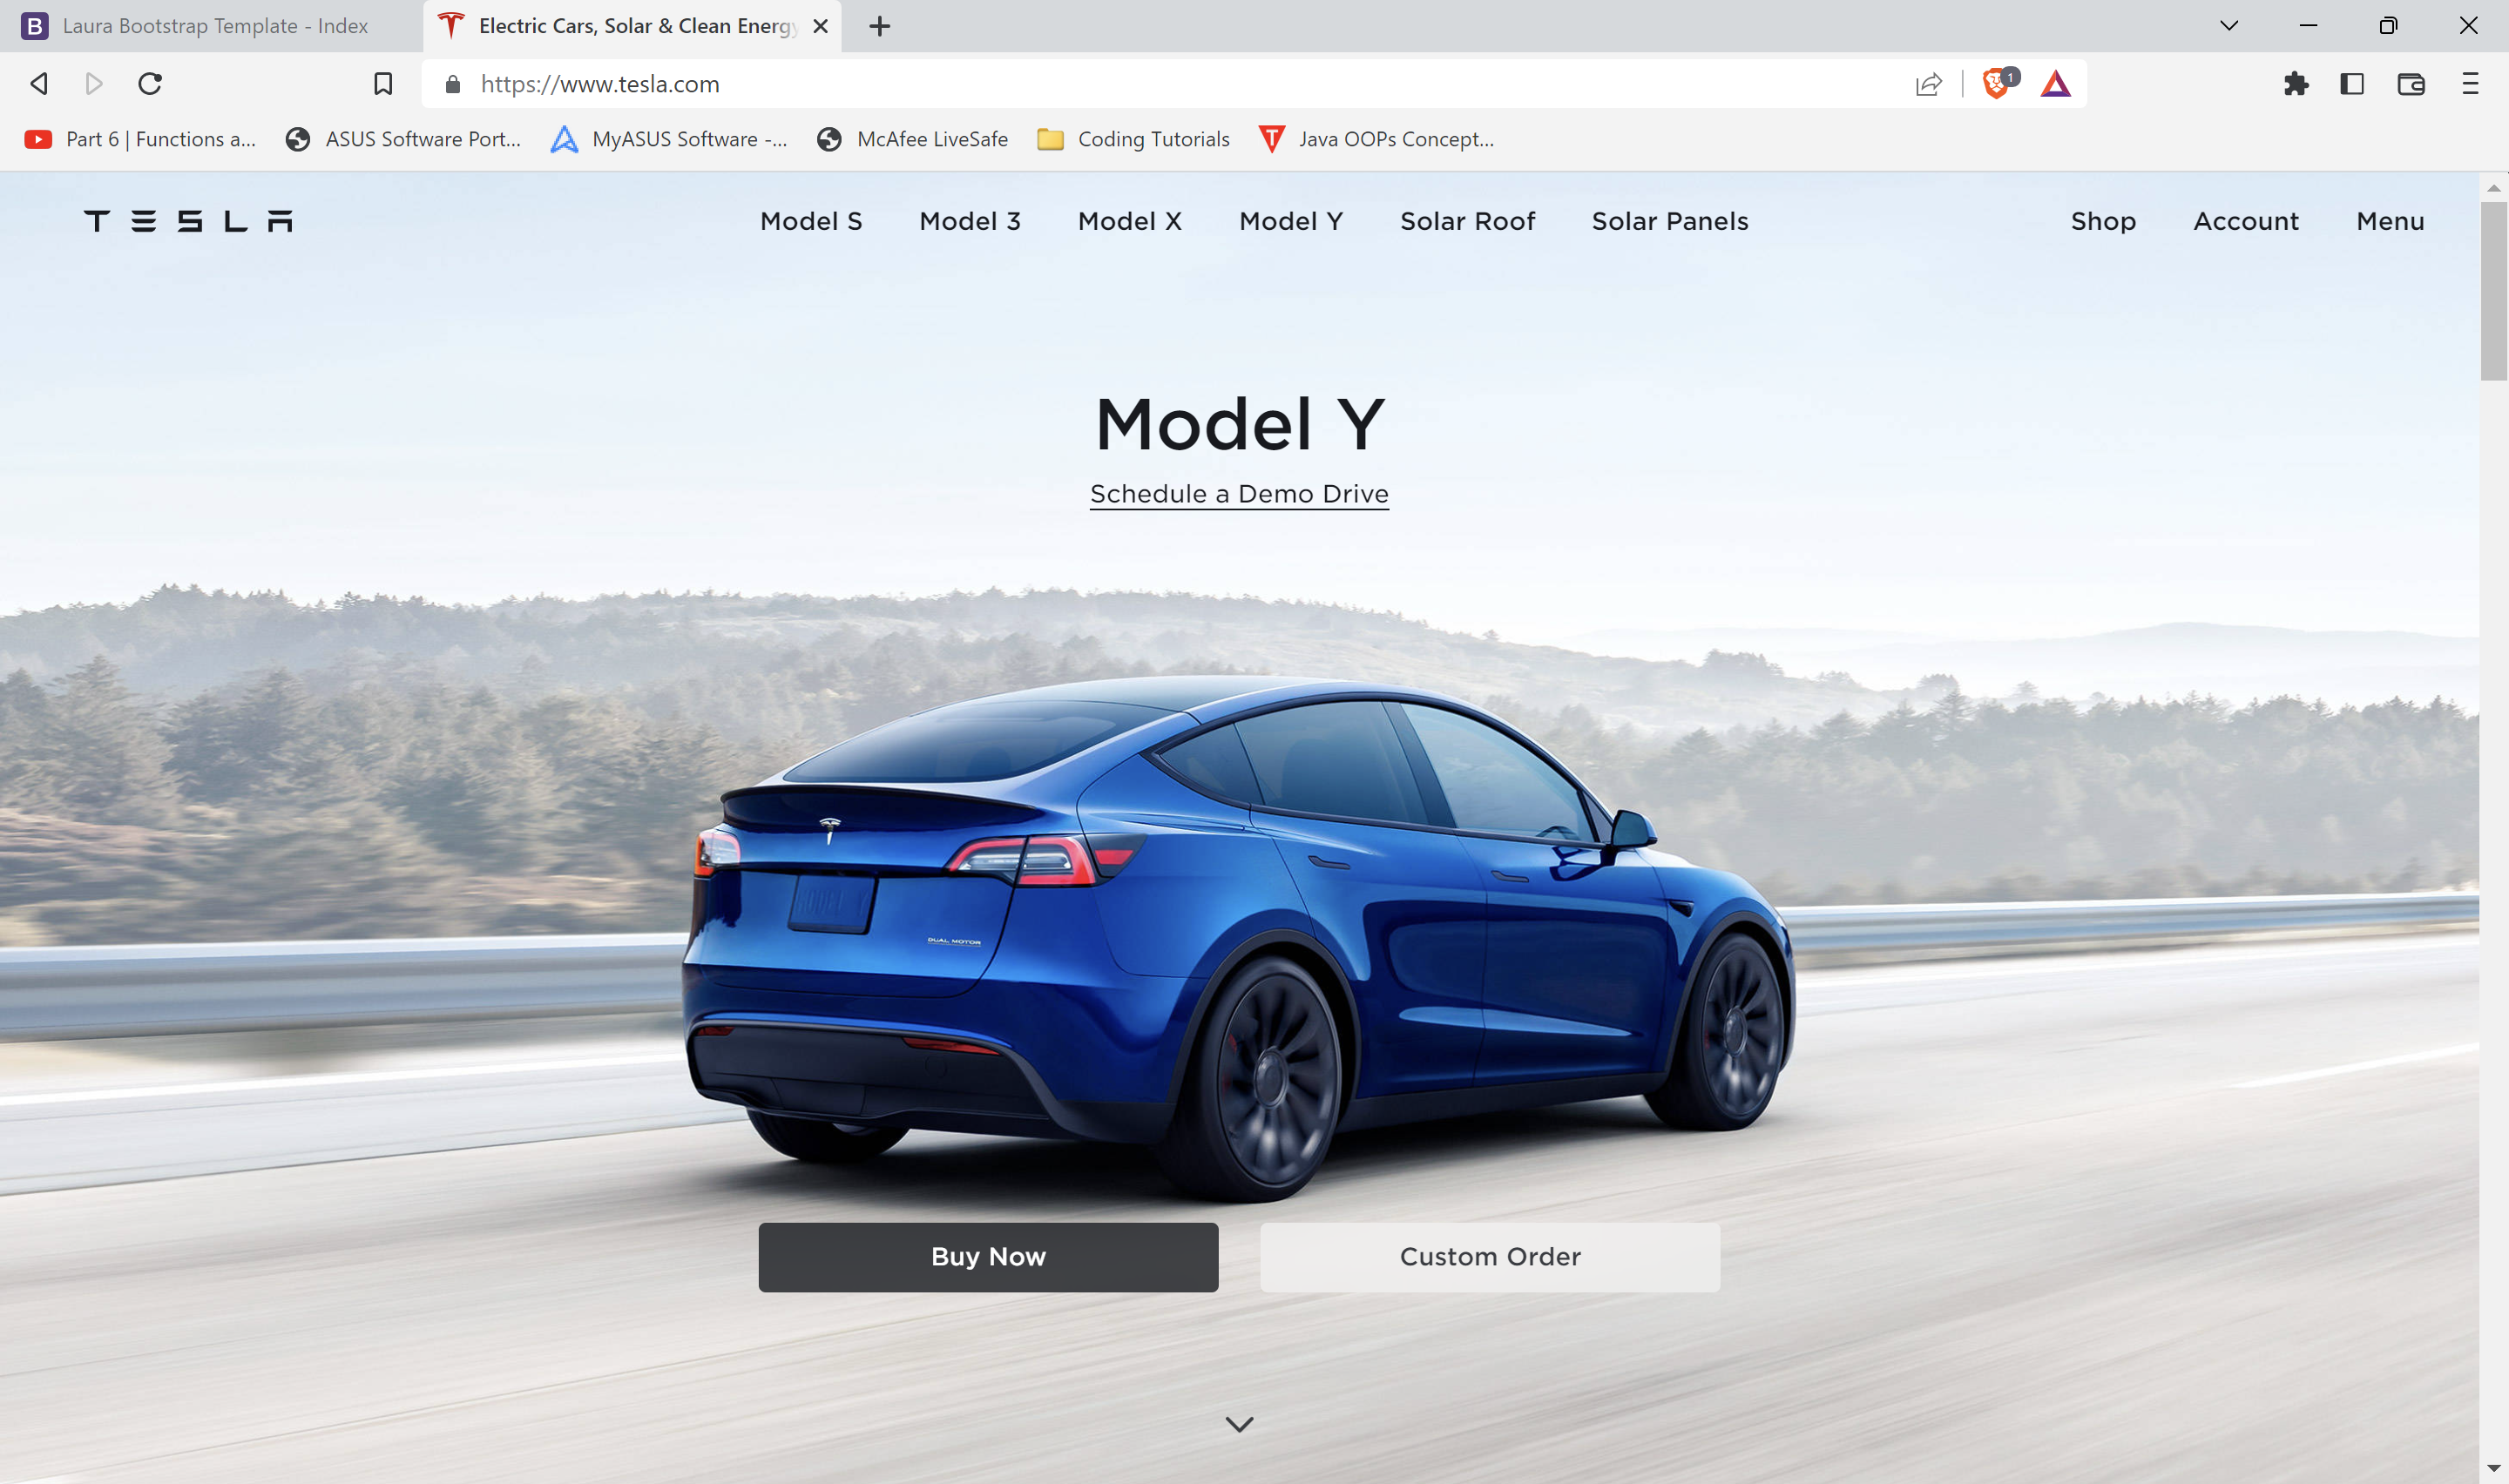 Laura Bootstrap Template - Index
Electric Cars, Solar & Clean Energy
https://www.tesla.com
1
Part 6 | Functions a...
ASUS Software Port...
MyASUS Software -...
McAfee LiveSafe
Coding Tutorials
Java OOPs Concept...
TESLA
Model S
Model 3
Model X
Model Y
Solar Roof
Solar Panels
Shop
Account
Menu
Model Y
Schedule a Demo Drive
MODEL Y
DUAL MOTOR
Buy Now
Custom Order